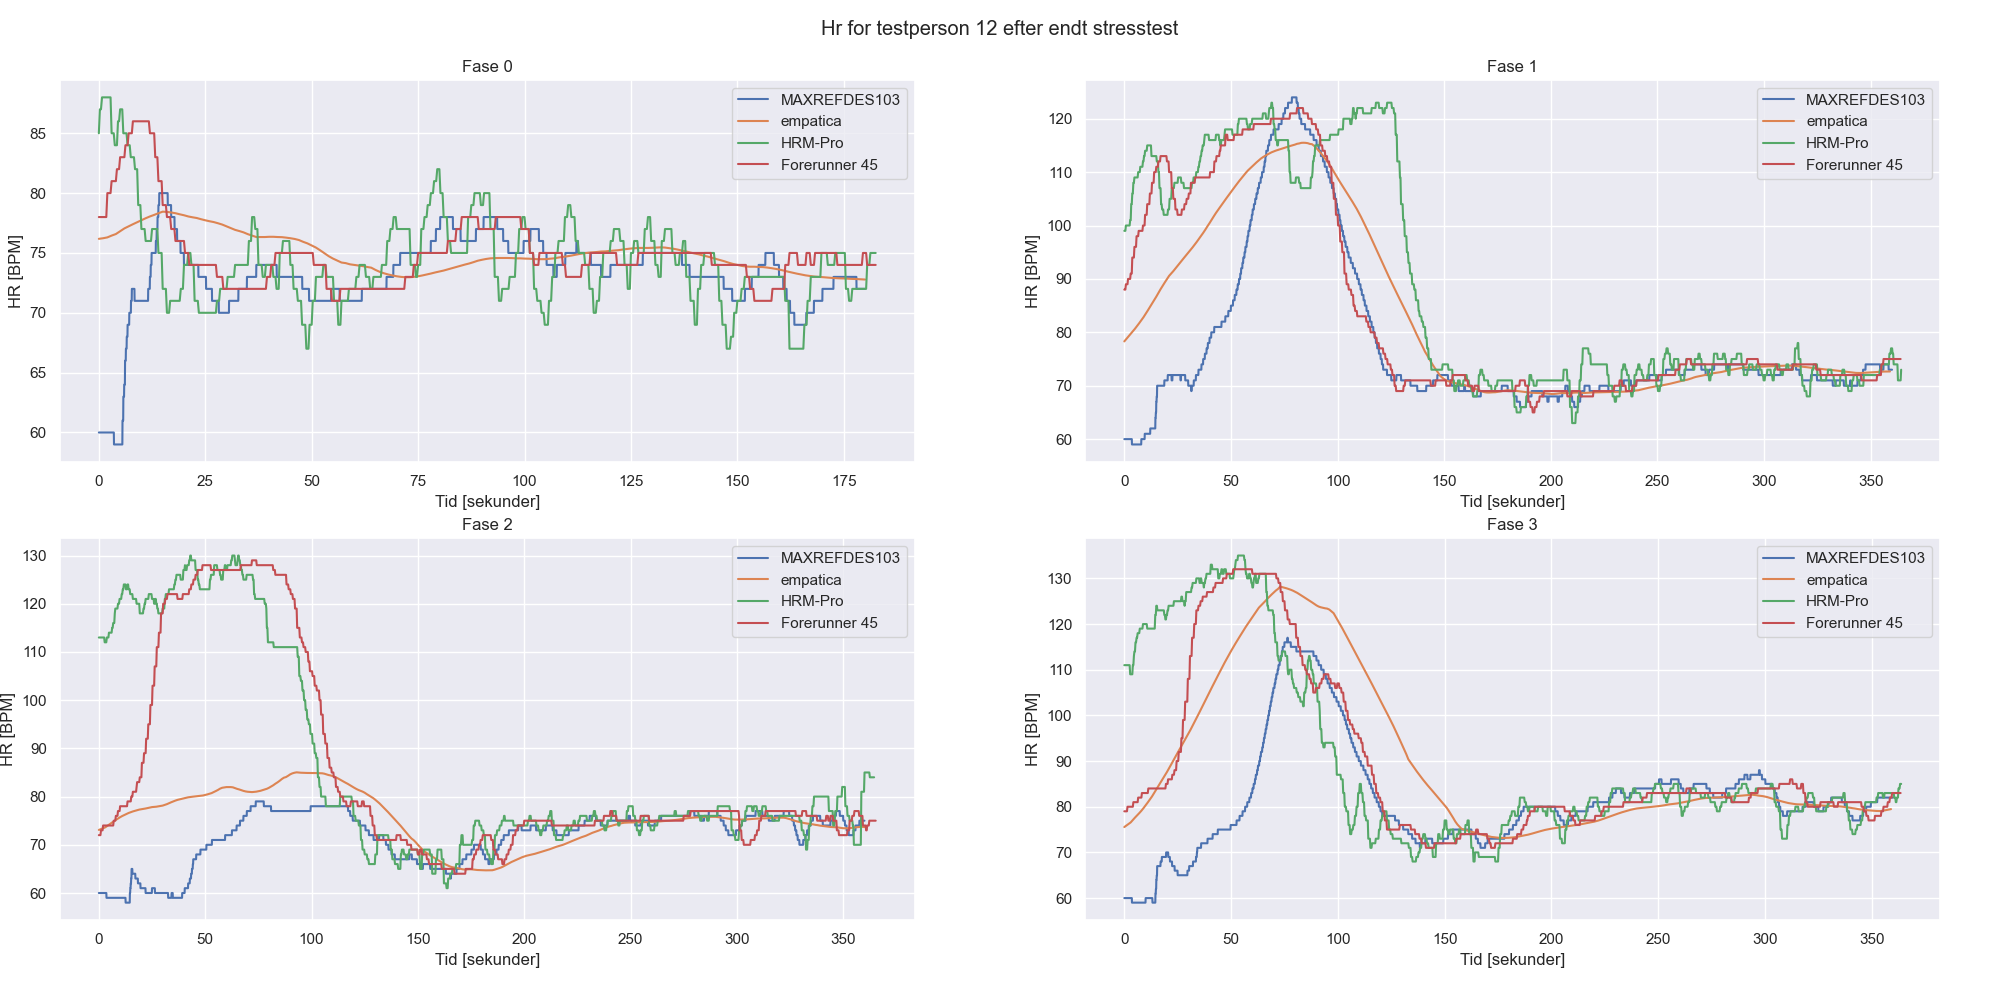 Hr for testperson 12 efter endt stresstest
Fase 0
HR [BPM]
85
80
75
70
65
60
MAXREFDES103
empatica
HRM-Pro
Forerunner 45
0 25 50 75 100 125 150 175
Tid [sekunder]
Fase 1
HR [BPM]
120
110
100
90
80
70
60
MAXREFDES103
empatica
HRM-Pro
Forerunner 45
0 50 100 150 200 250 300 350
Tid [sekunder]
Fase 2
HR [BPM]
130
120
110
100
90
80
70
60
MAXREFDES103
empatica
HRM-Pro
Forerunner 45
0 50 100 150 200 250 300 350
Tid [sekunder]
Fase 3
HR [BPM]
130
120
110
100
90
80
70
60
MAXREFDES103
empatica
HRM-Pro
Forerunner 45
0 50 100 150 200 250 300 350
Tid [sekunder]